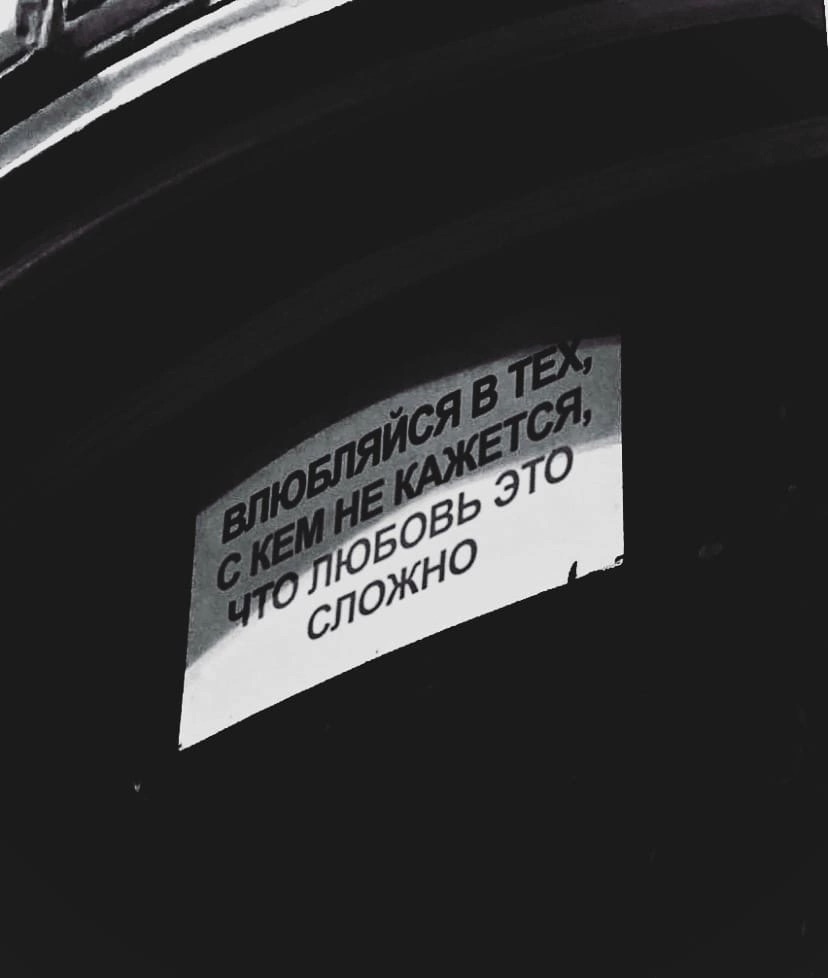 ВЛЮБЛЯЙСЯ В ТЕХ,
С КЕМ НЕ КАЖЕТСЯ,
ЧТО ЛЮБОВЬ ЭТО
СЛОЖНО